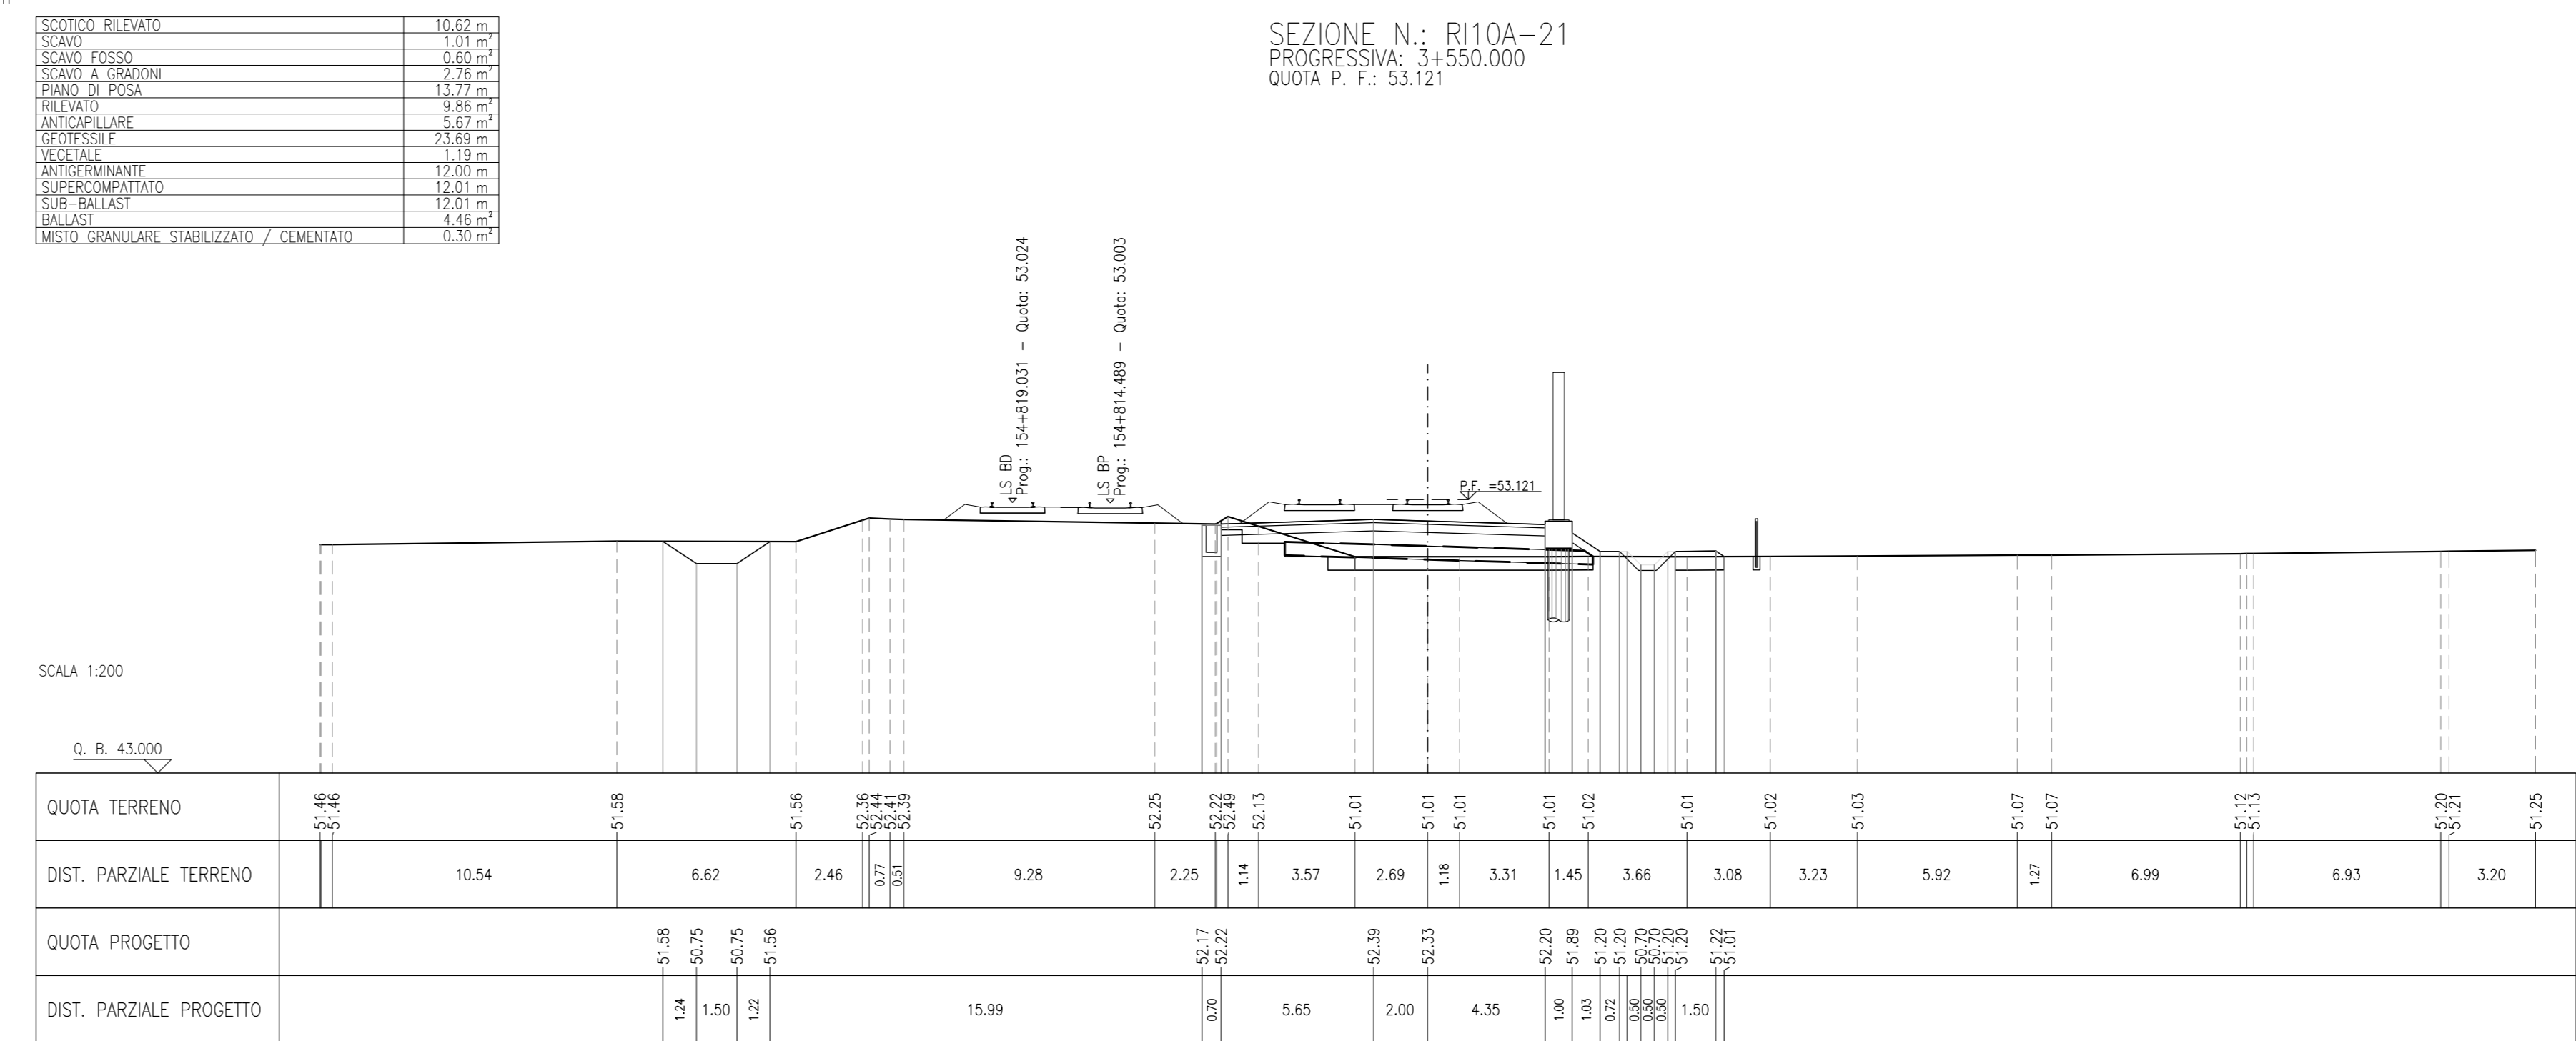 SCOTICO RILEVATO 10.62 m
SCAVO 1.01 m²
SCAVO FOSSO 0.60 m²
SCAVO A GRADONI 2.76 m²
PIANO DI POSA 13.77 m
RILEVATO 9.86 m²
ANTICAPILLARE 5.67 m²
GEOTESSILE 23.69 m
VEGETALE 1.19 m
ANTIGERMINANTE 12.00 m
SUPERCOMPATTATO 12.01 m
SUB-BALLAST 12.01 m
BALLAST 4.46 m²
MISTO GRANULARE STABILIZZATO / CEMENTATO 0.30 m²
SEZIONE N.: RI10A-21
PROGRESSIVA: 3+550.000
QUOTA P. F.: 53.121
LS BD
Prog.: 154+819.031 - Quota: 53.024
LS BP
Prog.: 154+814.489 - Quota: 53.003
P.F. =53.121
SCALA 1:200
Q. B. 43.000
QUOTA TERRENO 51.46 51.46 51.58 51.56 52.36 52.44 52.41 52.39 52.25 52.22 52.49 52.13 51.01 51.01 51.01 51.01 51.02 51.01 51.02 51.03 51.07 51.07 51.12 51.13 51.20 51.21 51.25
DIST. PARZIALE TERRENO 10.54 6.62 2.46 0.77 0.51 9.28 2.25 1.14 3.57 2.69 1.18 3.31 1.45 3.66 3.08 3.23 5.92 1.27 6.99 6.93 3.20
QUOTA PROGETTO 51.58 50.75 50.75 51.56 52.17 52.22 52.39 52.33 52.20 51.89 51.20 51.20 50.70 50.70 51.20 51.20 51.22 51.01
DIST. PARZIALE PROGETTO 1.24 1.50 1.22 15.99 0.70 5.65 2.00 4.35 1.00 1.03 0.72 0.50 0.50 0.50 1.50